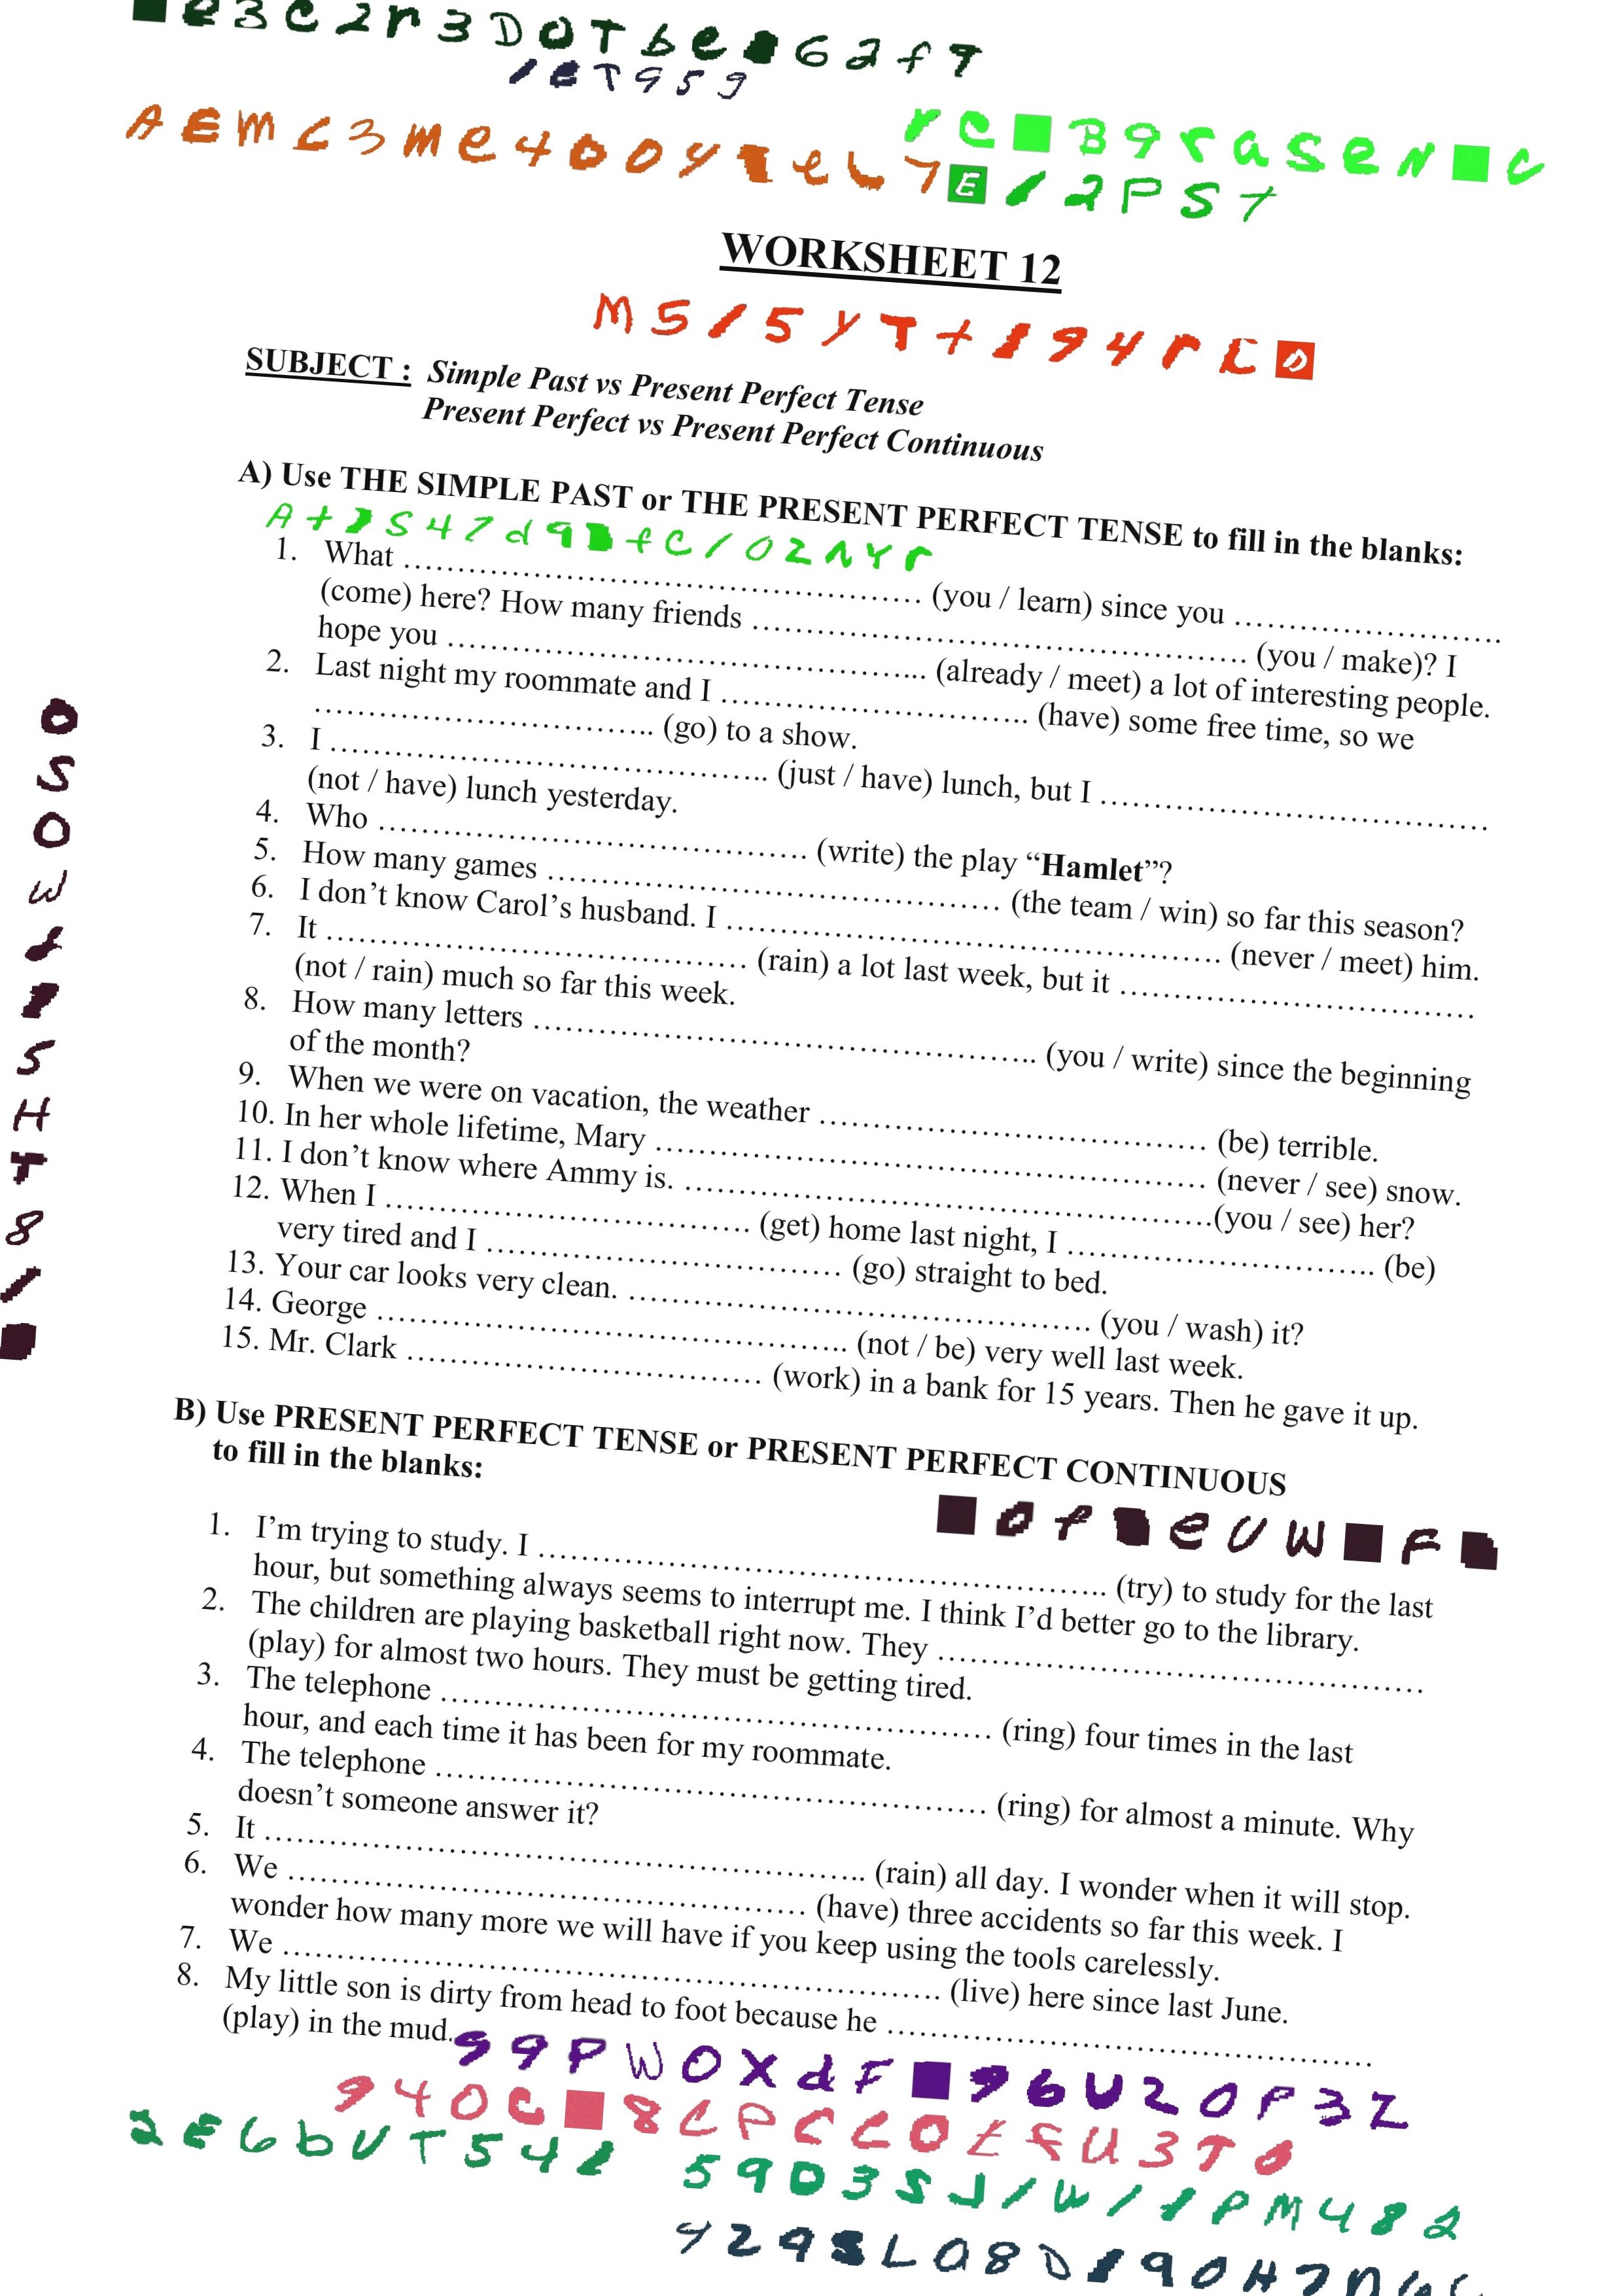 WORKSHEET 12
SUBJECT : Simple Past vs Present Perfect Tense
Present Perfect vs Present Perfect Continuous
A) Use THE SIMPLE PAST or THE PRESENT PERFECT TENSE to fill in the blanks:
1. What ………………………………………… (you / learn) since you ……………………
(come) here? How many friends ……………………………………… (you / make)? I
hope you …………………………………….. (already / meet) a lot of interesting people.
2. Last night my roommate and I ……………………….. (have) some free time, so we
………………………….. (go) to a show.
3. I ………………………………….. (just / have) lunch, but I ………………………………
(not / have) lunch yesterday.
4. Who ………………………………… (write) the play “Hamlet”?
5. How many games …………………………………… (the team / win) so far this season?
6. I don’t know Carol’s husband. I ……………………………………… (never / meet) him.
7. It ………………………………… (rain) a lot last week, but it ……………………………
(not / rain) much so far this week.
8. How many letters ……………………………………….. (you / write) since the beginning
of the month?
9. When we were on vacation, the weather ……………………………… (be) terrible.
10. In her whole lifetime, Mary …………………………………………… (never / see) snow.
11. I don’t know where Ammy is. ………………………………………….(you / see) her?
12. When I …………………………… (get) home last night, I ……………………….. (be)
very tired and I …………………………… (go) straight to bed.
13. Your car looks very clean. …………………………………… (you / wash) it?
14. George …………………………………….. (not / be) very well last week.
15. Mr. Clark …………………………… (work) in a bank for 15 years. Then he gave it up.
B) Use PRESENT PERFECT TENSE or PRESENT PERFECT CONTINUOUS
to fill in the blanks:
1. I’m trying to study. I …………………………………………….. (try) to study for the last
hour, but something always seems to interrupt me. I think I’d better go to the library.
2. The children are playing basketball right now. They ………………………………………
(play) for almost two hours. They must be getting tired.
3. The telephone …………………………………………… (ring) four times in the last
hour, and each time it has been for my roommate.
4. The telephone …………………………………………… (ring) for almost a minute. Why
doesn’t someone answer it?
5. It ……………………………………………….. (rain) all day. I wonder when it will stop.
6. We ………………………………………… (have) three accidents so far this week. I
wonder how many more we will have if you keep using the tools carelessly.
7. We …………………………………………………… (live) here since last June.
8. My little son is dirty from head to foot because he ………………………………………
(play) in the mud.